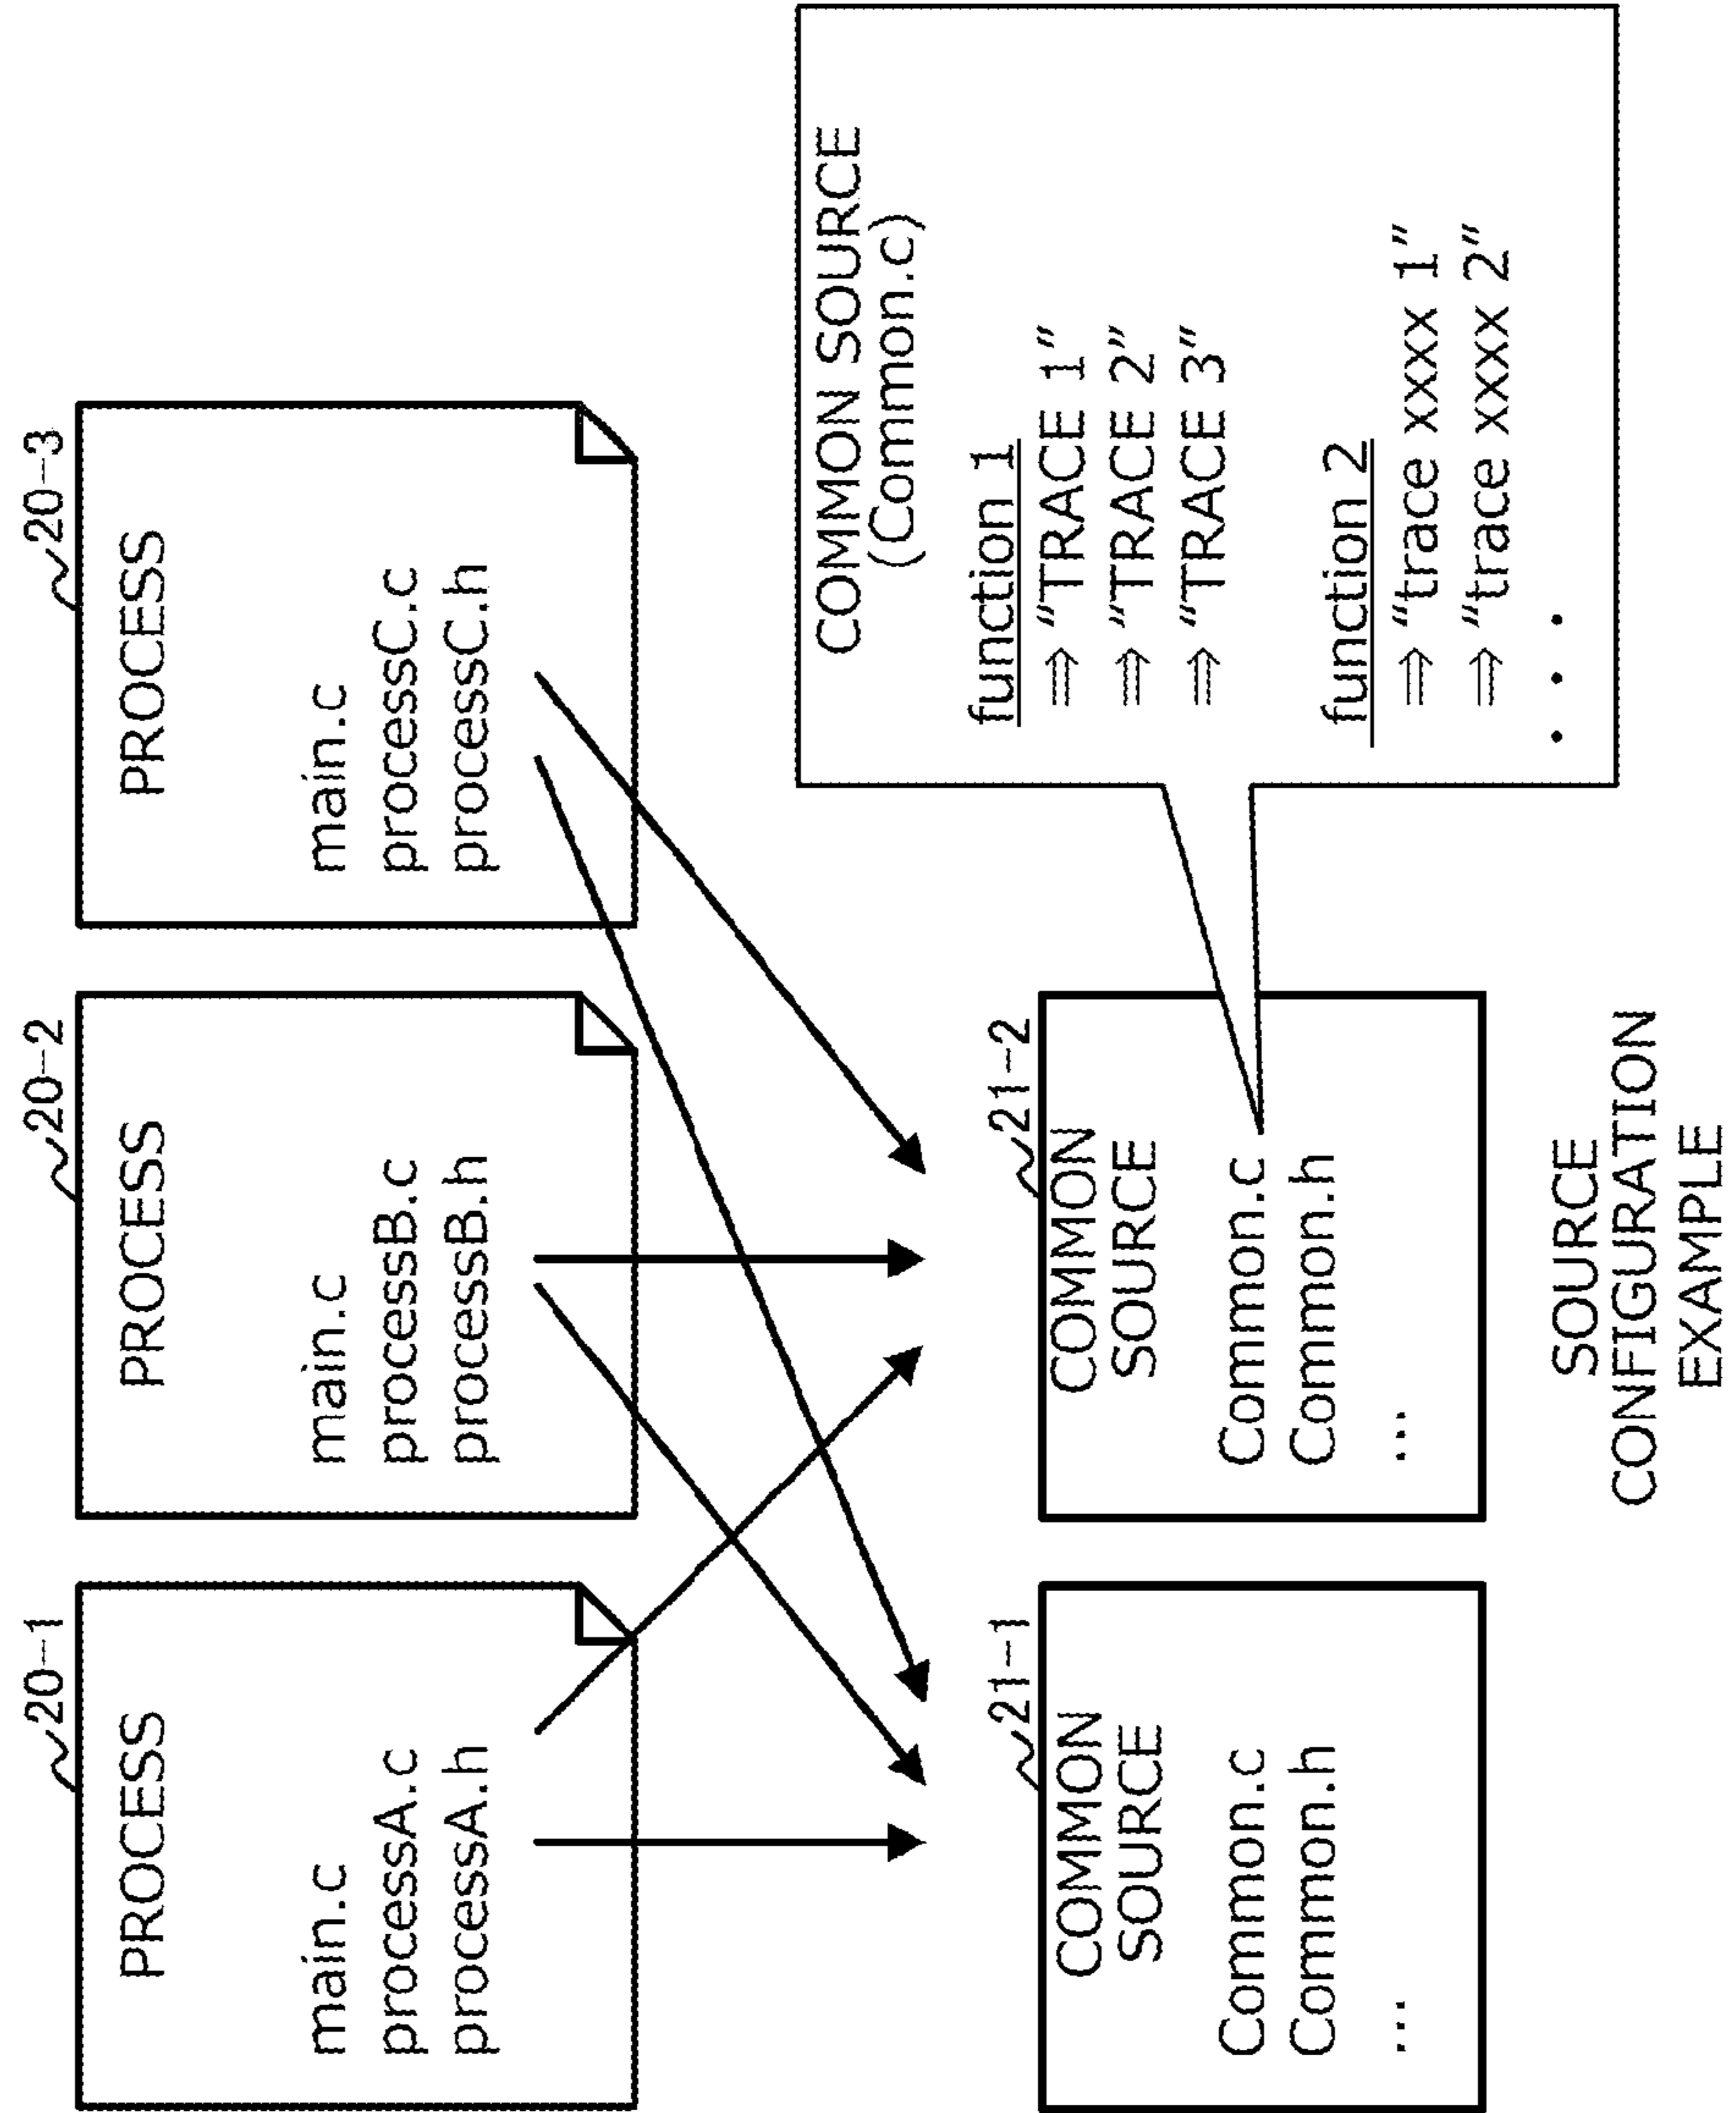 20-1
PROCESS
main.c
processA.c
processA.h
20-2
PROCESS
main.c
processB.c
processB.h
20-3
PROCESS
main.c
processC.c
processC.h
21-1
COMMON
SOURCE
Common.c
Common.h
...
21-2
COMMON
SOURCE
Common.c
Common.h
...
COMMON SOURCE
(Common.c)
function 1
⇒ "TRACE 1"
⇒ "TRACE 2"
⇒ "TRACE 3"
function 2
⇒ "trace xxxx 1"
⇒ "trace xxxx 2"
. . .
SOURCE
CONFIGURATION
EXAMPLE